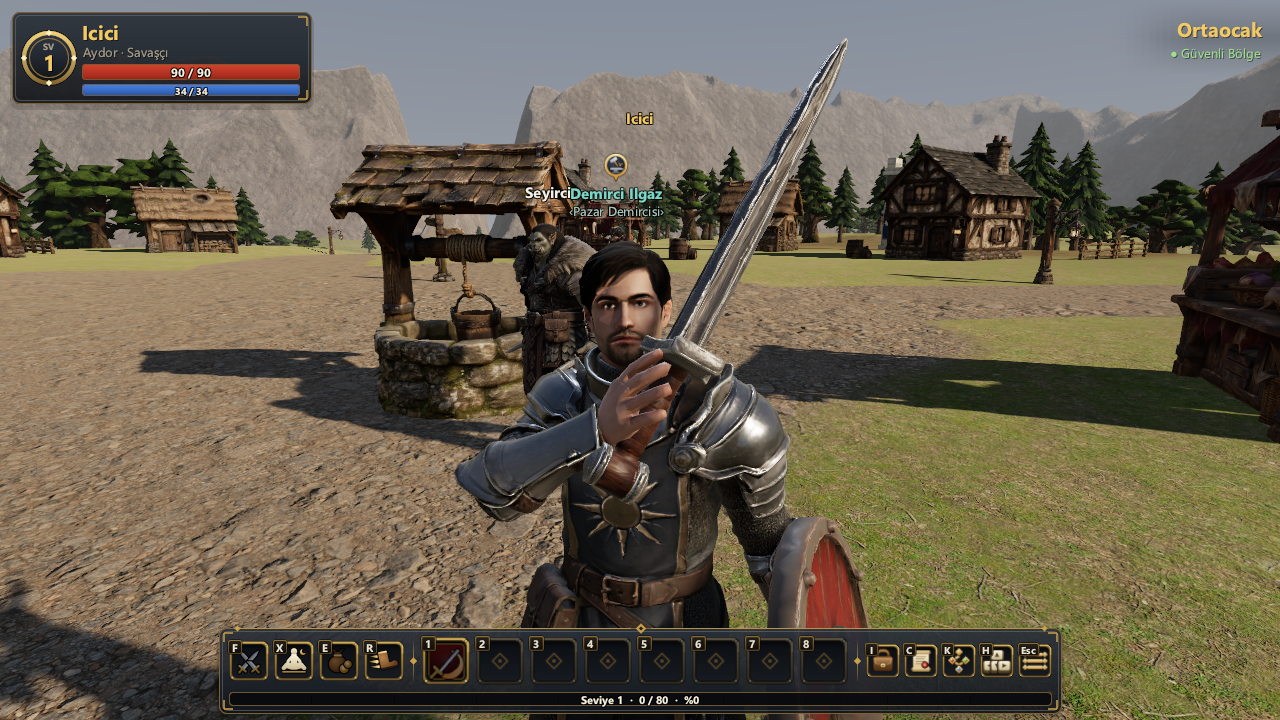 Icici
SV
1
Aydor · Savaşçı
90 / 90
34 / 34
Ortaocak
Güvenli Bölge
Icici
Seyirci
Demirci Ilgaz
‹Pazar Demircisi›
F X E R 1 2 3 4 5 6 7 8 I C K H Esc
Seviye 1 · 0 / 80 · %0